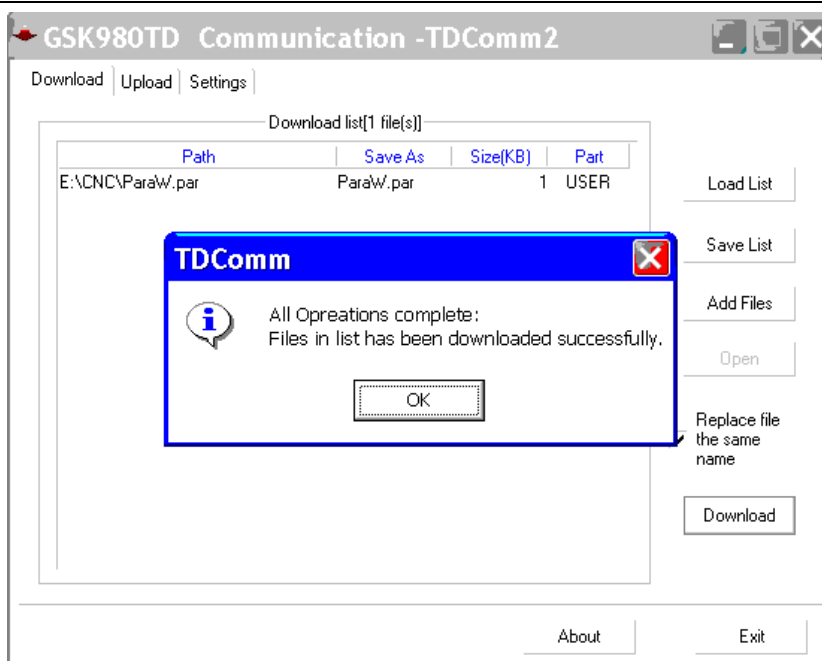 GSK980TD Communication -TDComm2
Download Upload Settings
Download list[1 file(s)]
Path Save As Size(KB) Part
E:\CNC\ParaW.par ParaW.par 1 USER
Load List
Save List
Add Files
Open
Replace file
the same
name
Download
TDComm
All Opreations complete:
Files in list has been downloaded successfully.
OK
About Exit